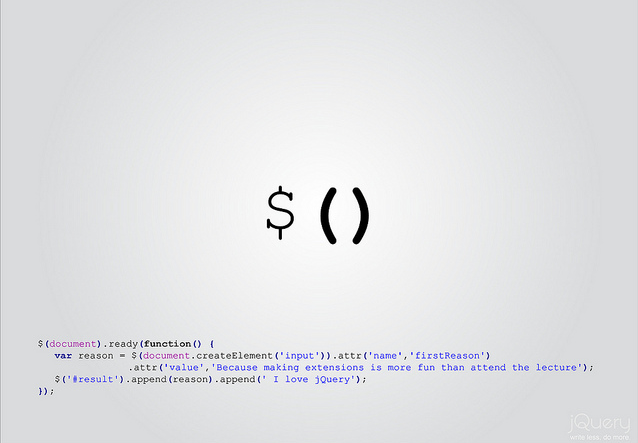 $ ()
$(document).ready(function() {
var reason = $(document.createElement('input')).attr('name','firstReason')
.attr('value','Because making extensions is more fun than attend the lecture');
$('#result').append(reason).append(' I love jQuery');
});
jQuery
write less. do more.